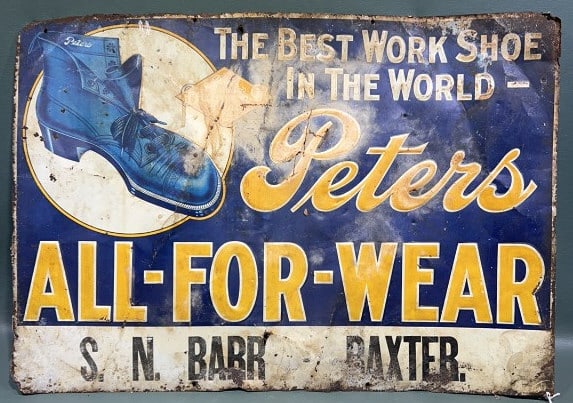 Peters
THE BEST WORK SHOE
IN THE WORLD -
Peters
ALL-FOR-WEAR
S. N. BARR - BAXTER.